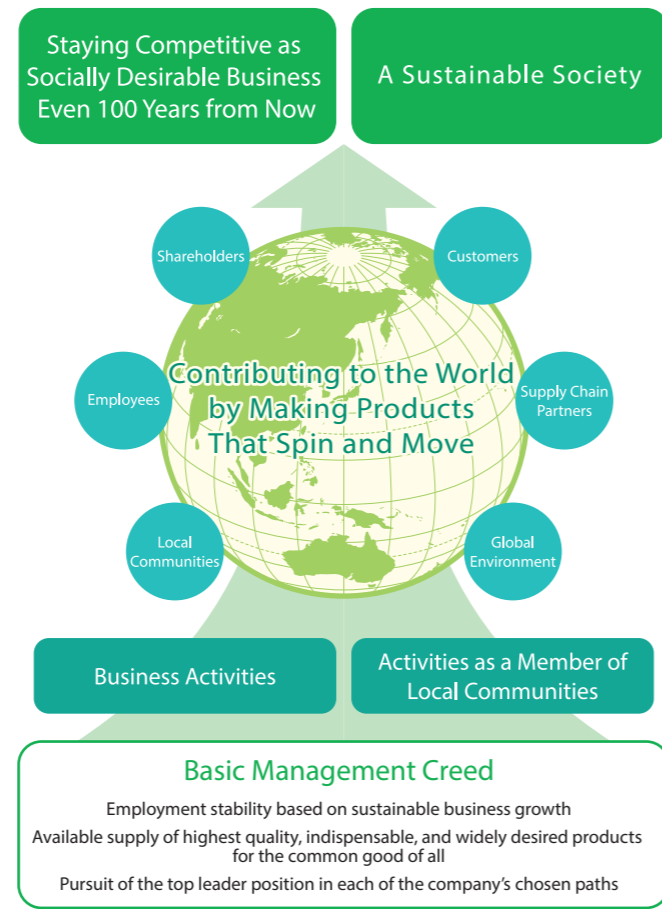 Staying Competitive as
Socially Desirable Business
Even 100 Years from Now
A Sustainable Society
Shareholders
Customers
Contributing to the World
by Making Products
That Spin and Move
Employees
Supply Chain
Partners
Local
Communities
Global
Environment
Business Activities
Activities as a Member of
Local Communities
Basic Management Creed
Employment stability based on sustainable business growth
Available supply of highest quality, indispensable, and widely desired products
for the common good of all
Pursuit of the top leader position in each of the company’s chosen paths